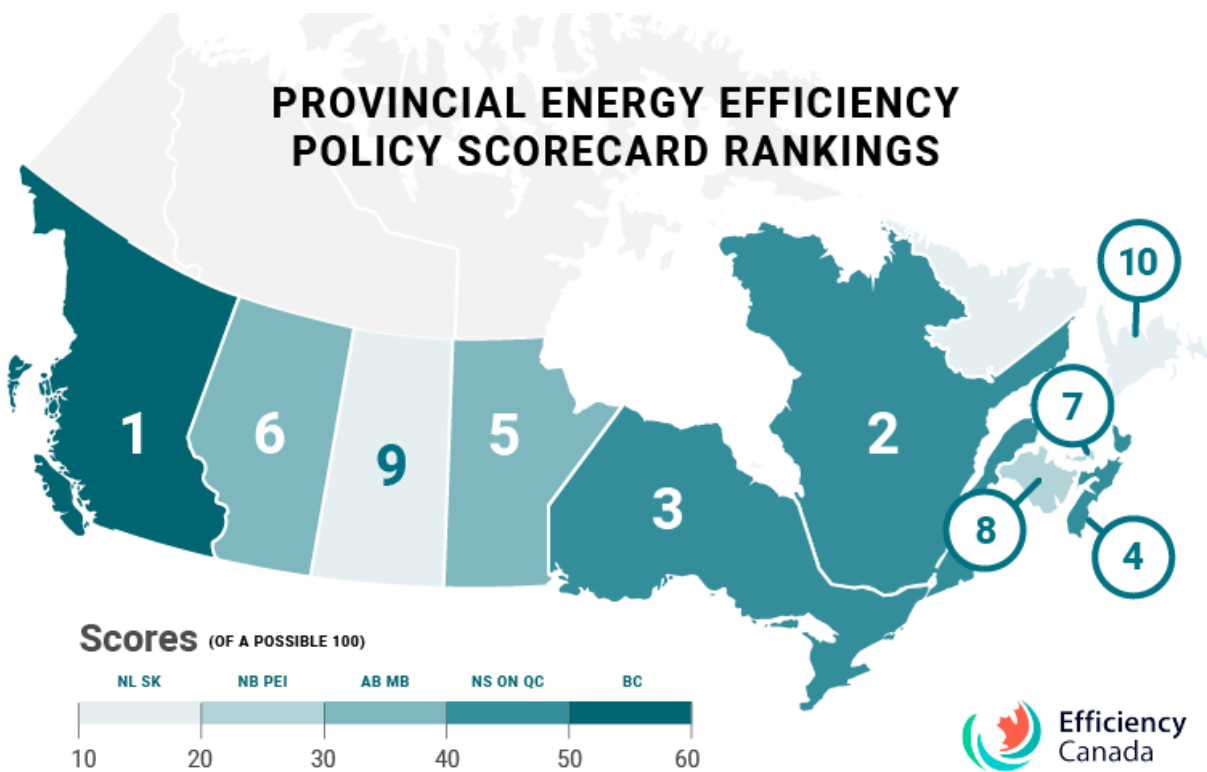 PROVINCIAL ENERGY EFFICIENCY
POLICY SCORECARD RANKINGS
10
7
1
6
9
5
2
3
8
4
Scores (OF A POSSIBLE 100)
NL SK NB PEI AB MB NS ON QC BC
10 20 30 40 50 60
Efficiency
Canada